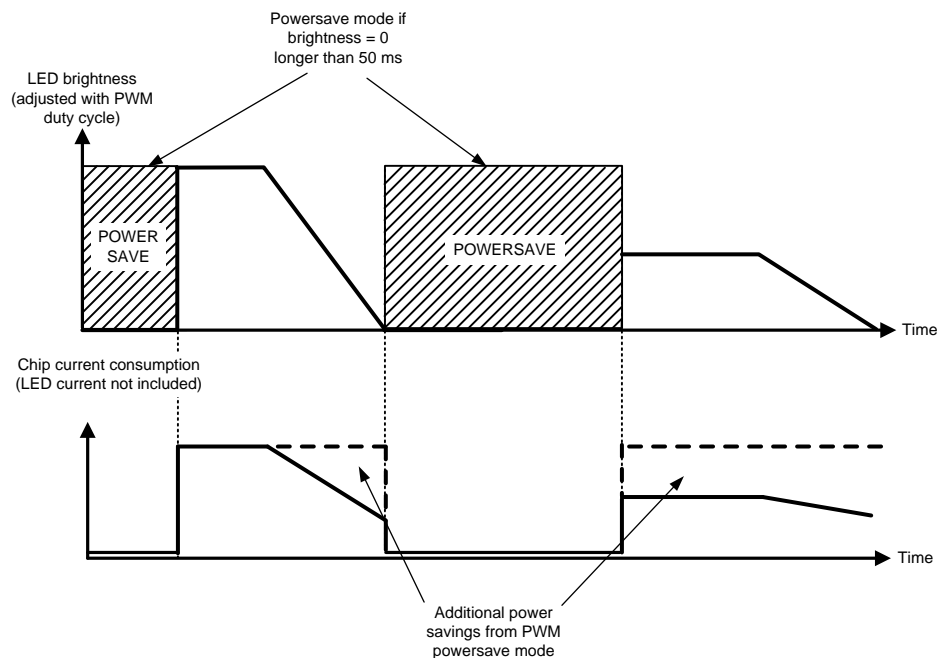 Powersave mode if
brightness = 0
longer than 50 ms
LED brightness
(adjusted with PWM
duty cycle)
POWER
SAVE
POWERSAVE
Time
Chip current consumption
(LED current not included)
Time
Additional power
savings from PWM
powersave mode